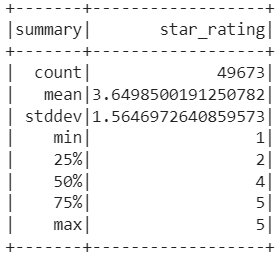 +-------+------------------+
|summary|       star_rating|
+-------+------------------+
|  count|             49673|
|   mean|3.6498500191250782|
| stddev|1.5646972640859573|
|    min|                 1|
|    25%|                 2|
|    50%|                 4|
|    75%|                 5|
|    max|                 5|
+-------+------------------+